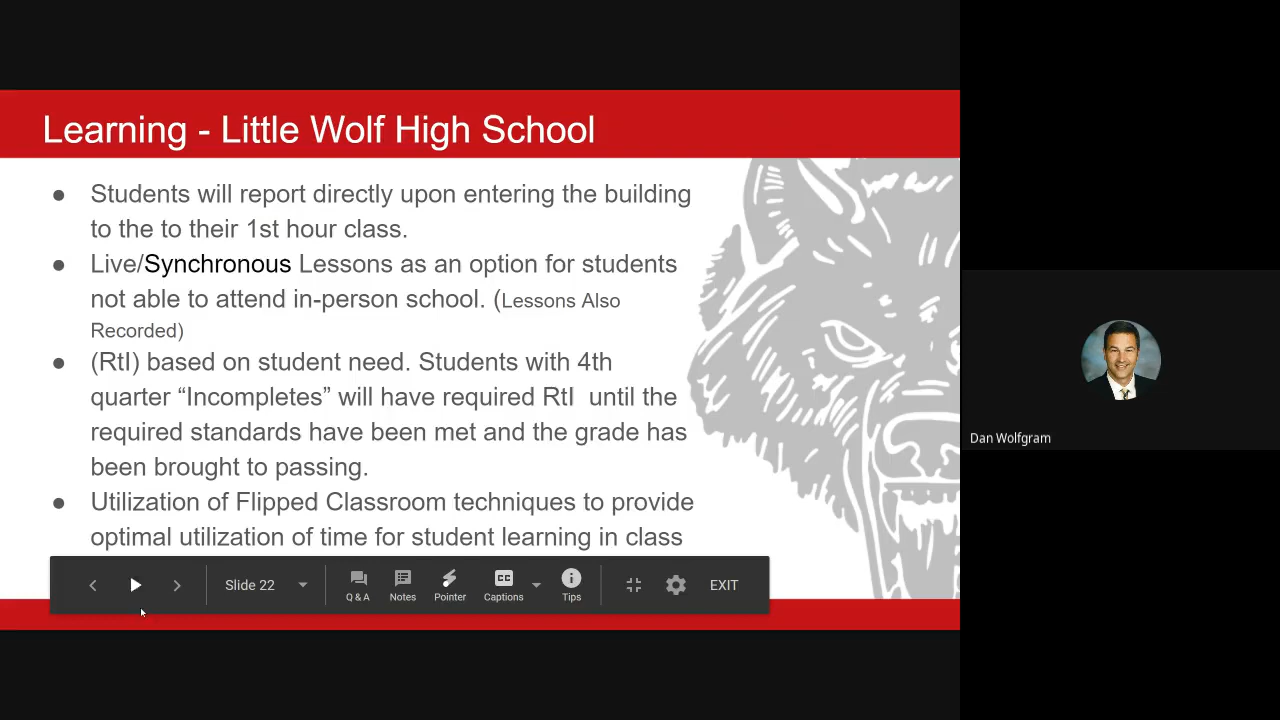 Learning - Little Wolf High School
● Students will report directly upon entering the building
to the to their 1st hour class.
● Live/Synchronous Lessons as an option for students
not able to attend in-person school. (Lessons Also
Recorded)
● (RtI) based on student need. Students with 4th
quarter “Incompletes” will have required RtI until the
required standards have been met and the grade has
been brought to passing.
● Utilization of Flipped Classroom techniques to provide
optimal utilization of time for student learning in class
Slide 22
Q & A
Notes
Pointer
CC
Captions
Tips
EXIT
Dan Wolfgram